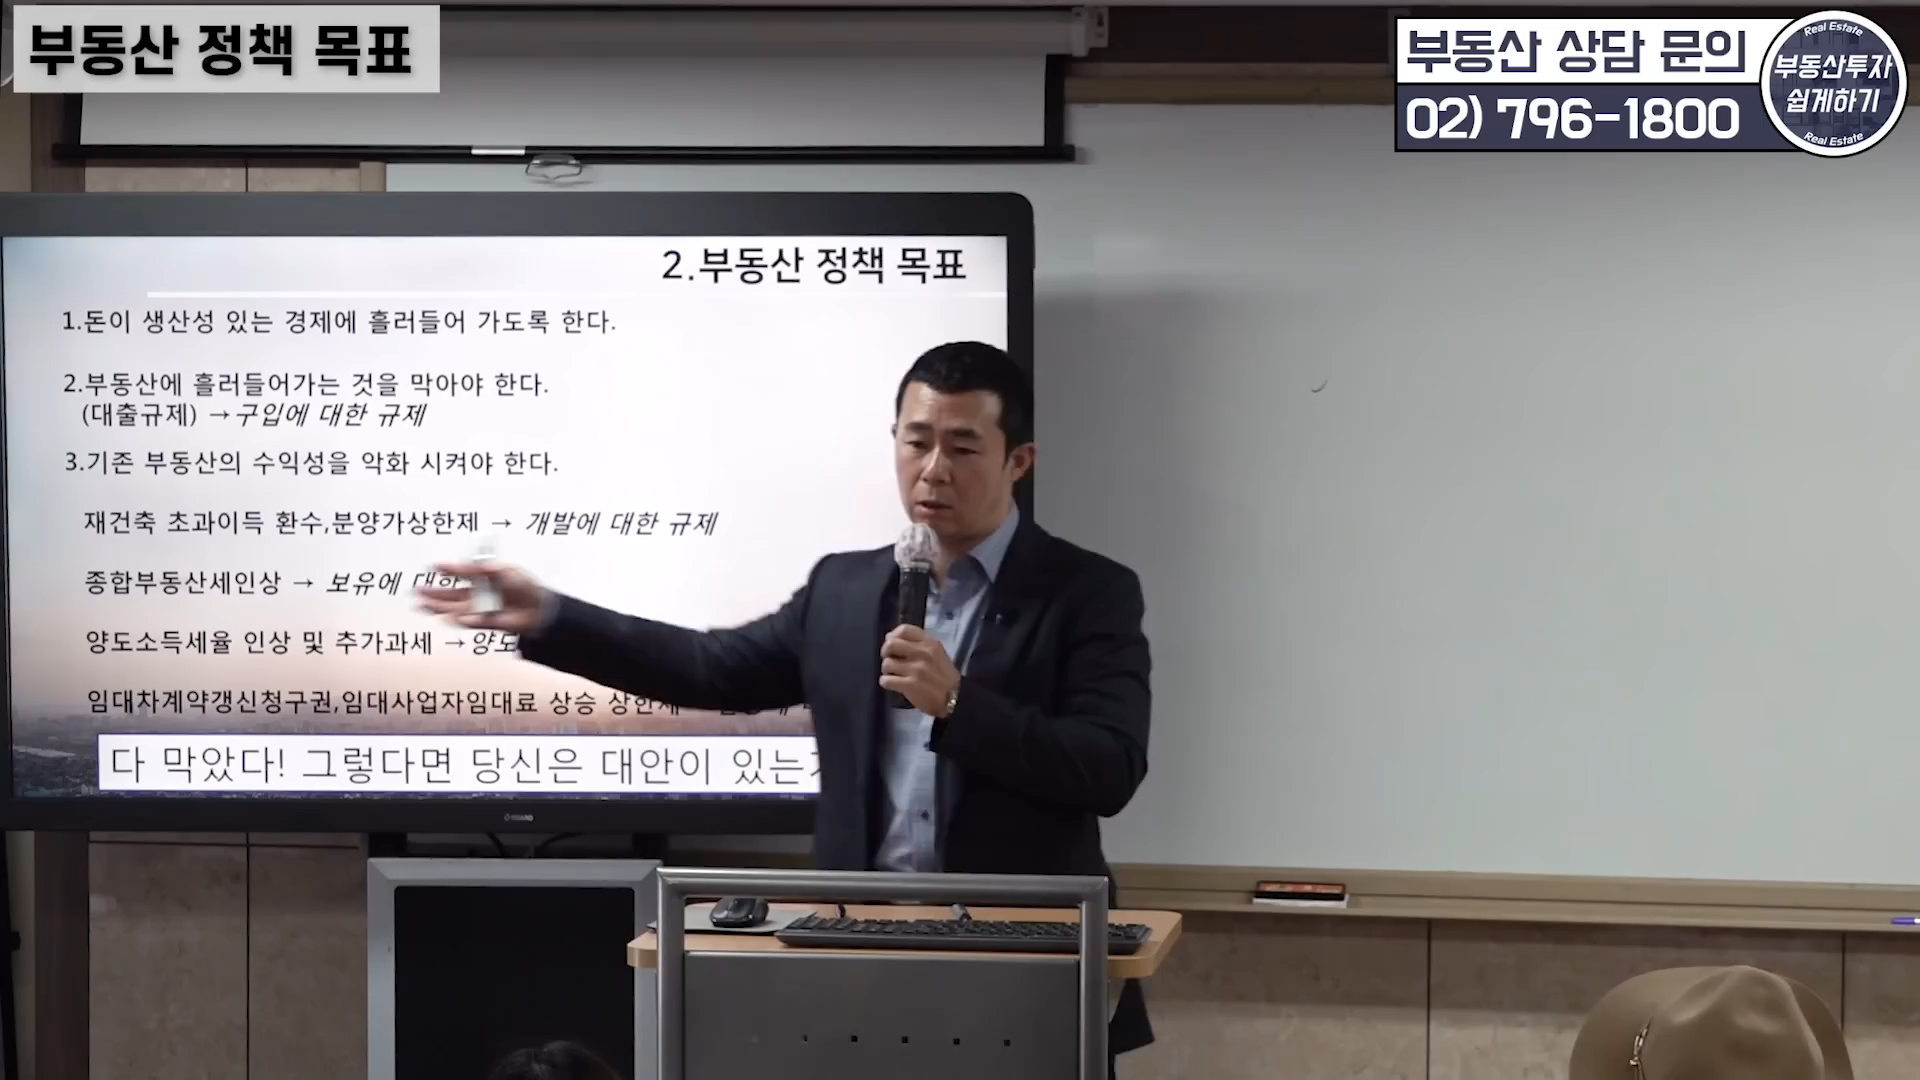 부동산 정책 목표
부동산 상담 문의
02) 796-1800
Real Estate
부동산투자
쉽게하기
Real Estate
2.부동산 정책 목표
1.돈이 생산성 있는 경제에 흘러들어 가도록 한다.
2.부동산에 흘러들어가는 것을 막아야 한다.
(대출규제) →구입에 대한 규제
3.기존 부동산의 수익성을 악화 시켜야 한다.
재건축 초과이득 환수,분양가상한제 → 개발에 대한 규제
종합부동산세인상 → 보유에 대한
양도소득세율 인상 및 추가과세 →양도
임대차계약갱신청구권,임대사업자임대료 상승 상한제
다 막았다! 그렇다면 당신은 대안이 있는